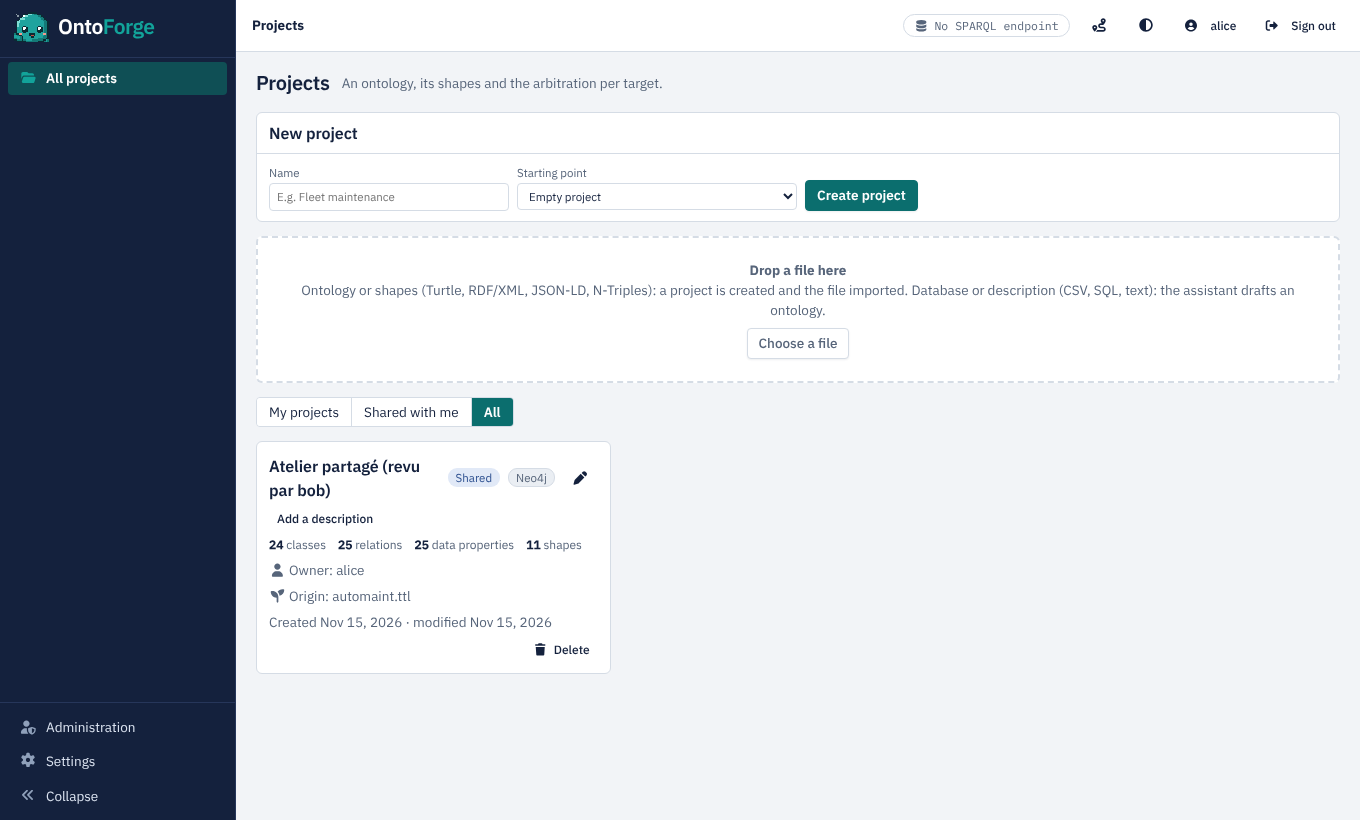 OntoForge
All projects
Projects
No SPARQL endpoint
alice
Sign out
Projects
An ontology, its shapes and the arbitration per target.
New project
Name
Starting point
E.g. Fleet maintenance
Empty project
Create project
Drop a file here
Ontology or shapes (Turtle, RDF/XML, JSON-LD, N-Triples): a project is created and the file imported. Database or description (CSV, SQL, text): the assistant drafts an
ontology.
Choose a file
My projects
Shared with me
All
Atelier partagé (revu
par bob)
Shared
Neo4j
Add a description
24 classes 25 relations 25 data properties 11 shapes
Owner: alice
Origin: automaint.ttl
Created Nov 15, 2026 · modified Nov 15, 2026
Delete
Administration
Settings
Collapse